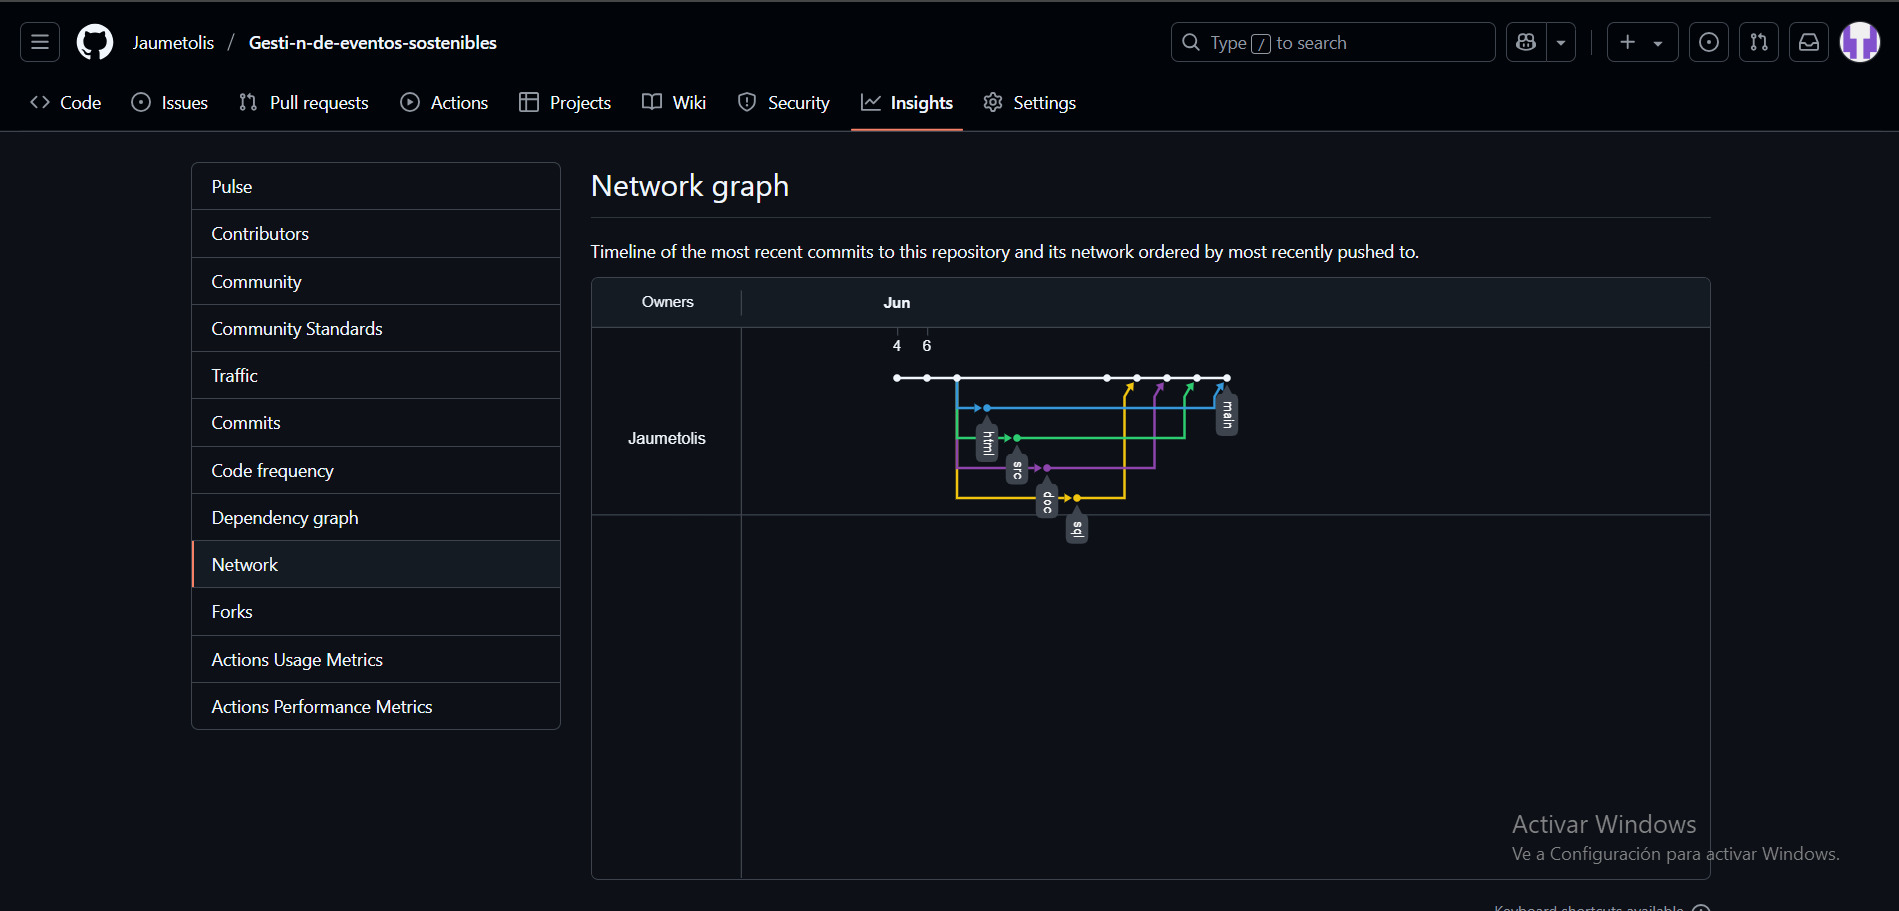 Jaumetolis / Gesti-n-de-eventos-sostenibles
Type / to search
Code
Issues
Pull requests
Actions
Projects
Wiki
Security
Insights
Settings
Pulse
Contributors
Community
Community Standards
Traffic
Commits
Code frequency
Dependency graph
Network
Forks
Actions Usage Metrics
Actions Performance Metrics
Network graph
Timeline of the most recent commits to this repository and its network ordered by most recently pushed to.
Owners
Jun
4
6
Jaumetolis
main
html
src
doc
sql
Activar Windows
Ve a Configuración para activar Windows.
Keyboard shortcuts available